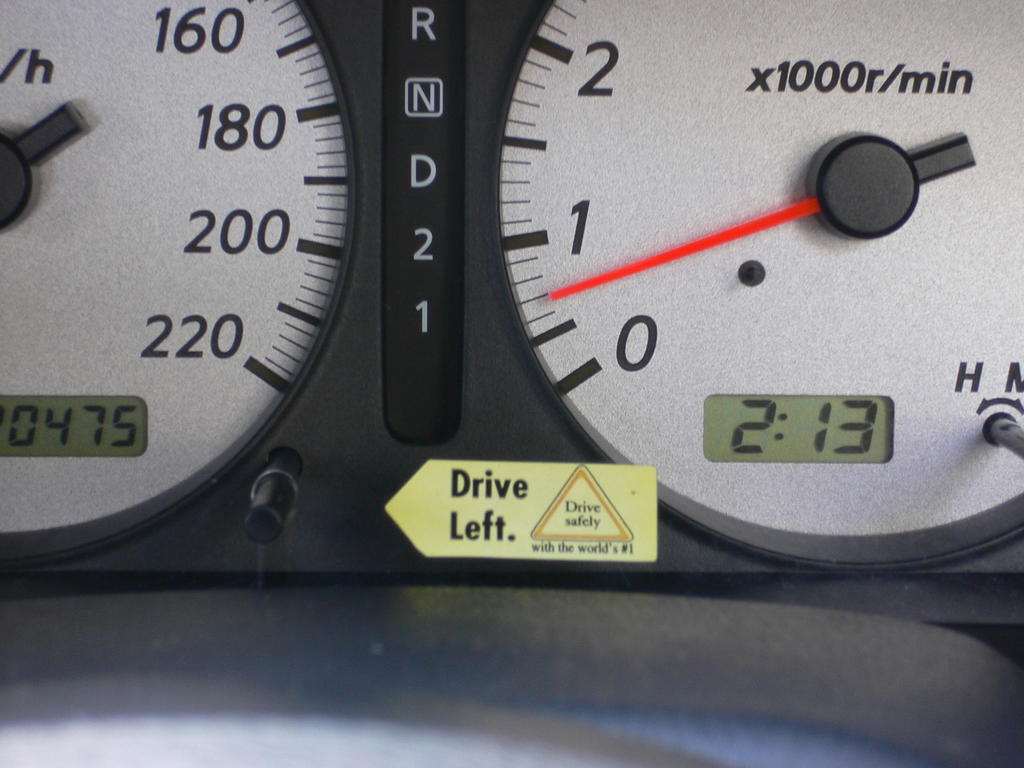 160
/h
180
200
220
0475
R
N
D
2
1
2
x1000r/min
1
0
H M
2:13
Drive
Left.
Drive
safely
with the world's #1